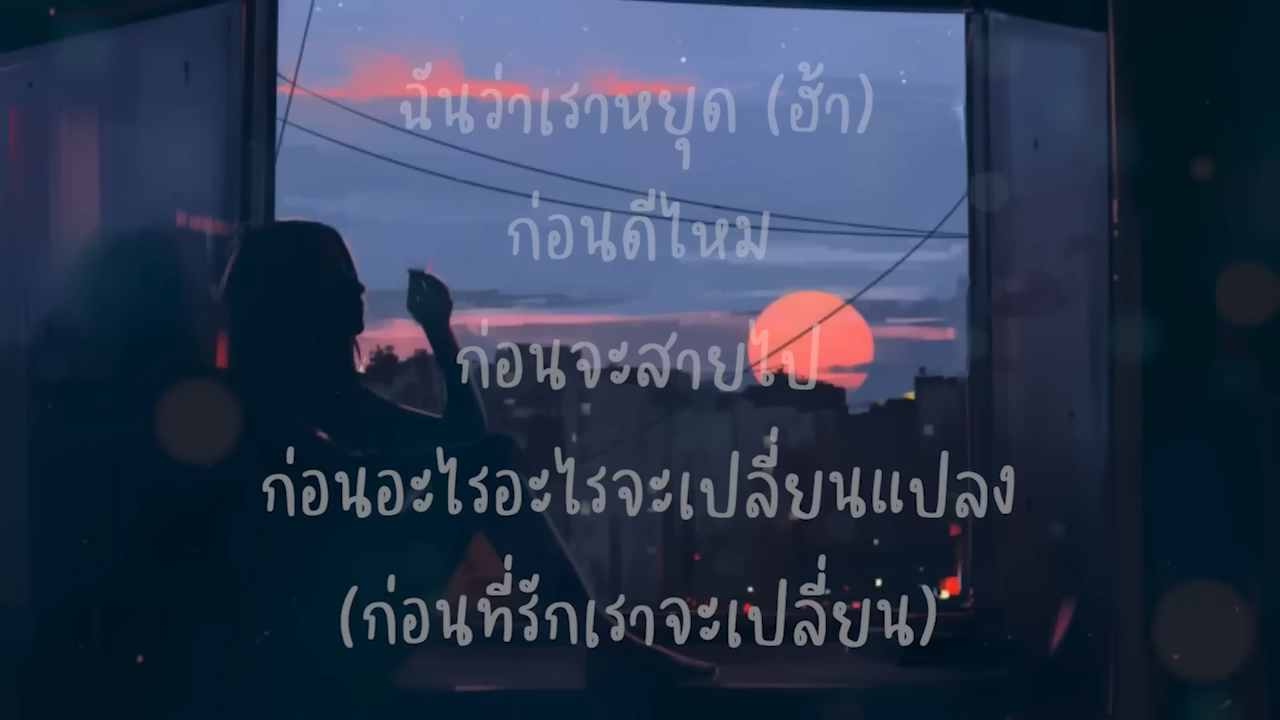 ฉันว่าเราหยุด (ฮ้า)
ก่อนดีไหม
ก่อนจะสายไป
ก่อนอะไรอะไรจะเปลี่ยนแปลง
(ก่อนที่รักเราจะเปลี่ยน)